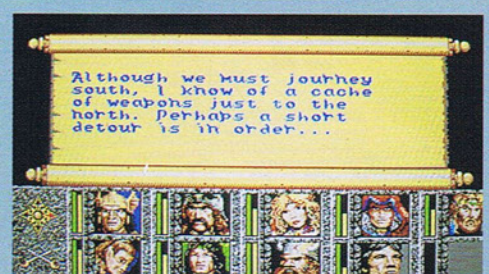 Although we must journey
south, I know of a cache
of weapons just to the
north. Perhaps a short
detour is in order...